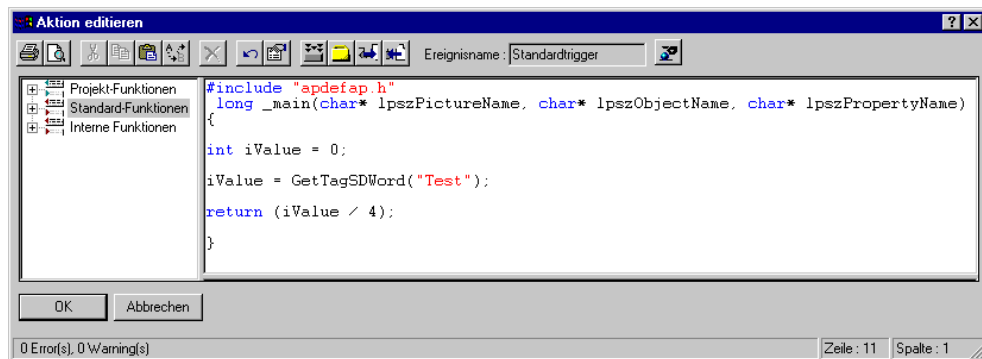 Aktion editieren
Ereignisname : Standardtrigger
Projekt-Funktionen
Standard-Funktionen
Interne Funktionen
#include "apdefap.h"
long _main(char* lpszPictureName, char* lpszObjectName, char* lpszPropertyName)
{
int iValue = 0;
iValue = GetTagSDWord("Test");
return (iValue / 4);
}
OK Abbrechen
0 Error(s), 0 Warning(s) Zeile : 11 Spalte : 1